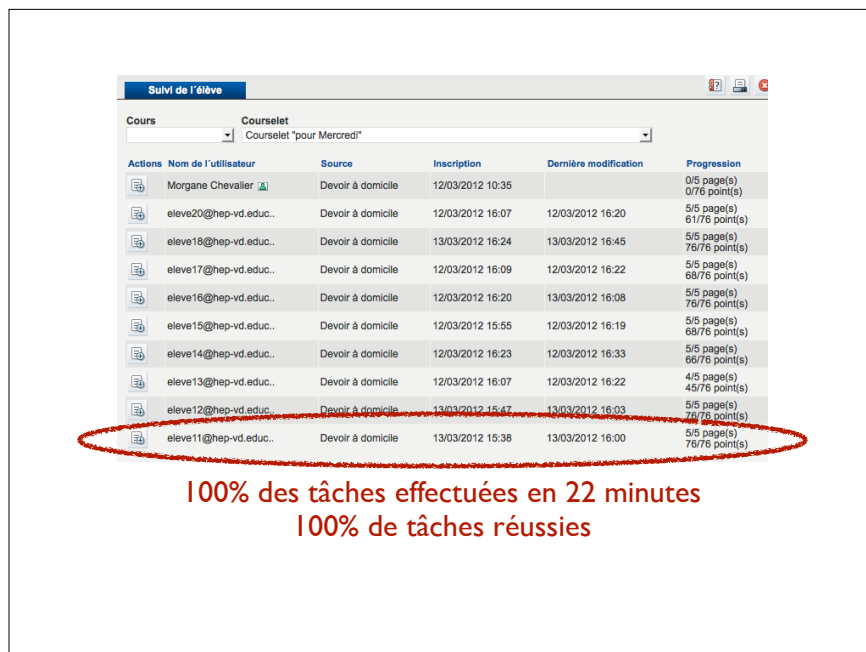 Suivi de l´élève
Cours Courselet
Courselet "pour Mercredi"
Actions Nom de l´utilisateur Source Inscription Dernière modification Progression
Morgane Chevalier Devoir à domicile 12/03/2012 10:35 0/5 page(s)
0/76 point(s)
eleve20@hep-vd.educ.. Devoir à domicile 12/03/2012 16:07 12/03/2012 16:20 5/5 page(s)
61/76 point(s)
eleve18@hep-vd.educ.. Devoir à domicile 13/03/2012 16:24 13/03/2012 16:45 5/5 page(s)
76/76 point(s)
eleve17@hep-vd.educ.. Devoir à domicile 12/03/2012 16:09 12/03/2012 16:22 5/5 page(s)
68/76 point(s)
eleve16@hep-vd.educ.. Devoir à domicile 12/03/2012 16:20 13/03/2012 16:08 5/5 page(s)
76/76 point(s)
eleve15@hep-vd.educ.. Devoir à domicile 12/03/2012 15:55 12/03/2012 16:19 5/5 page(s)
68/76 point(s)
eleve14@hep-vd.educ.. Devoir à domicile 12/03/2012 16:23 12/03/2012 16:33 5/5 page(s)
66/76 point(s)
eleve13@hep-vd.educ.. Devoir à domicile 12/03/2012 16:07 12/03/2012 16:22 4/5 page(s)
45/76 point(s)
eleve12@hep-vd.educ.. Devoir à domicile 13/03/2012 15:47 13/03/2012 16:03 5/5 page(s)
76/76 point(s)
eleve11@hep-vd.educ.. Devoir à domicile 13/03/2012 15:38 13/03/2012 16:00 5/5 page(s)
76/76 point(s)
100% des tâches effectuées en 22 minutes
100% de tâches réussies